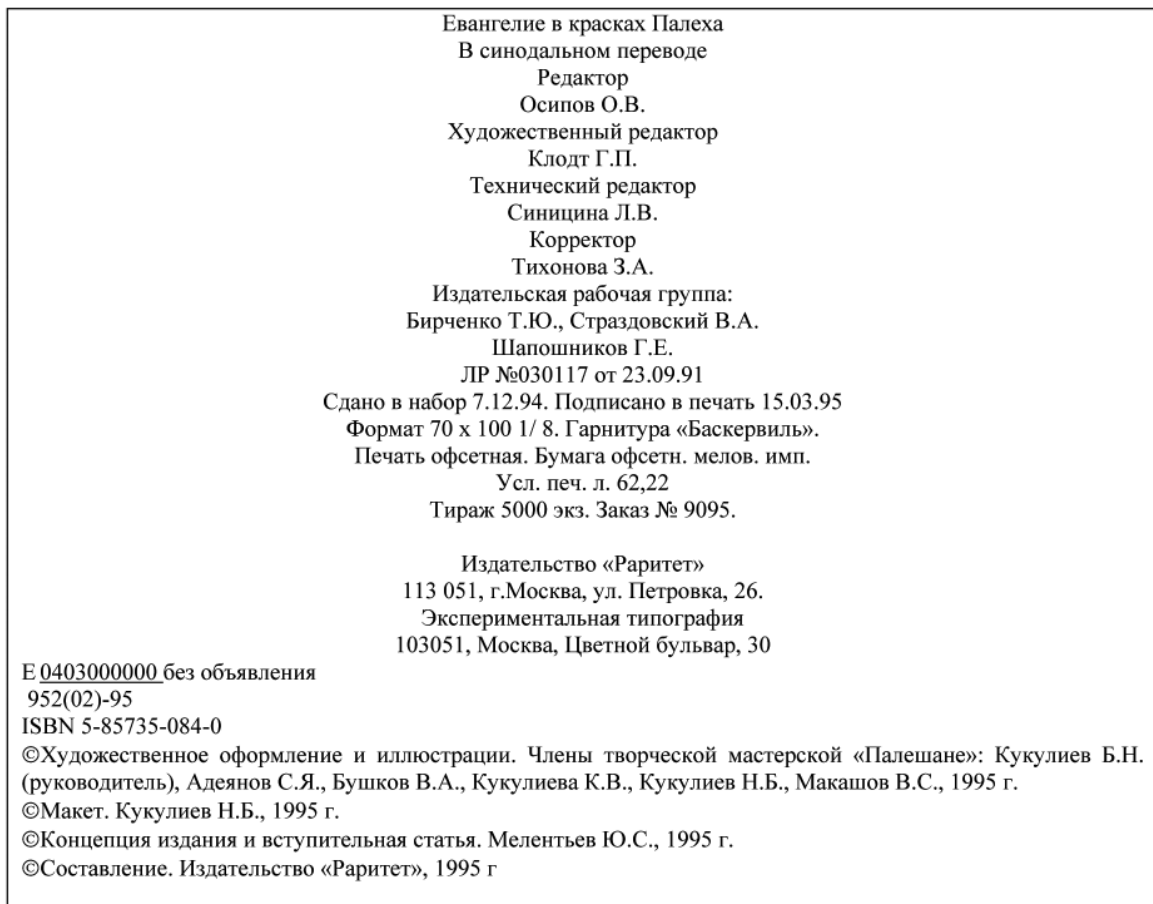 Евангелие в красках Палеха
В синодальном переводе
Редактор
Осипов О.В.
Художественный редактор
Клодт Г.П.
Технический редактор
Синицина Л.В.
Корректор
Тихонова З.А.
Издательская рабочая группа:
Бирченко Т.Ю., Страздовский В.А.
Шапошников Г.Е.
ЛР №030117 от 23.09.91
Сдано в набор 7.12.94. Подписано в печать 15.03.95
Формат 70 х 100 1/ 8. Гарнитура «Баскервиль».
Печать офсетная. Бумага офсетн. мелов. имп.
Усл. печ. л. 62,22
Тираж 5000 экз. Заказ № 9095.
Издательство «Раритет»
113 051, г.Москва, ул. Петровка, 26.
Экспериментальная типография
103051, Москва, Цветной бульвар, 30
Е 0403000000 без объявления
952(02)-95
ISBN 5-85735-084-0
©Художественное оформление и иллюстрации. Члены творческой мастерской «Палешане»: Кукулиев Б.Н.
(руководитель), Адеянов С.Я., Бушков В.А., Кукулиева К.В., Кукулиев Н.Б., Макашов В.С., 1995 г.
©Макет. Кукулиев Н.Б., 1995 г.
©Концепция издания и вступительная статья. Мелентьев Ю.С., 1995 г.
©Составление. Издательство «Раритет», 1995 г